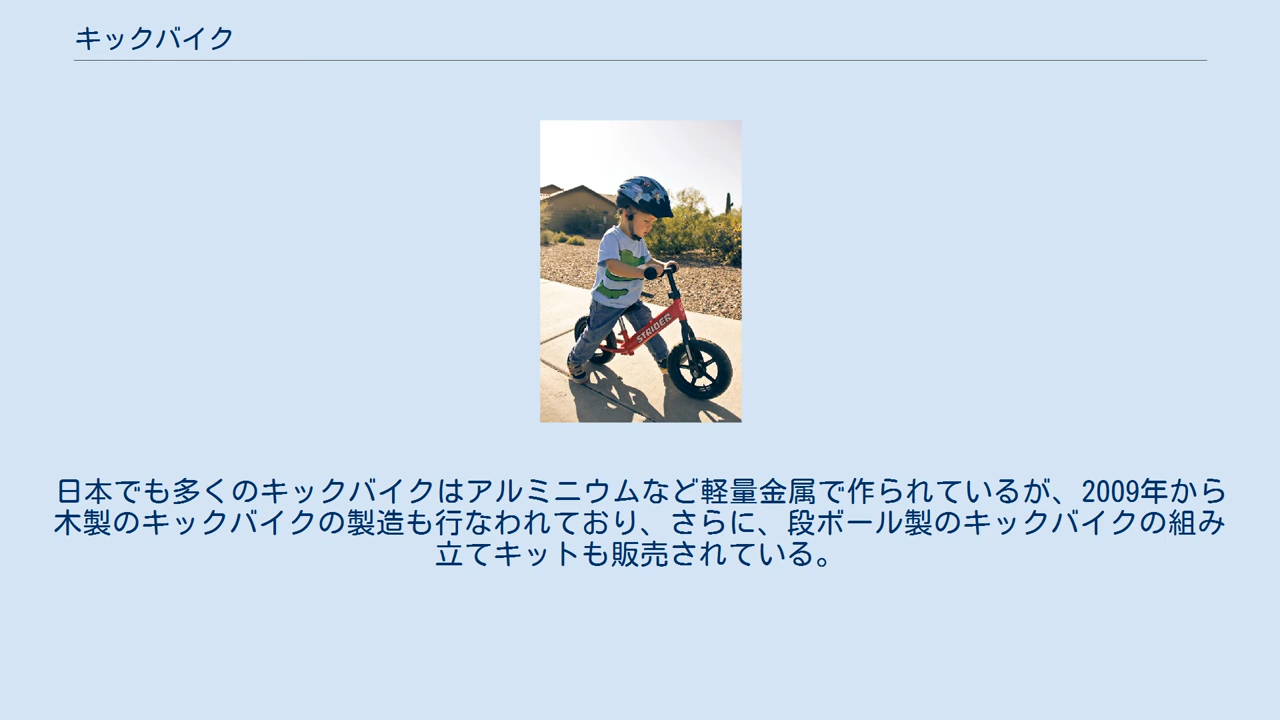 キックバイク
STRIDER
日本でも多くのキックバイクはアルミニウムなど軽量金属で作られているが、2009年から
木製のキックバイクの製造も行なわれており、さらに、段ボール製のキックバイクの組み
立てキットも販売されている。